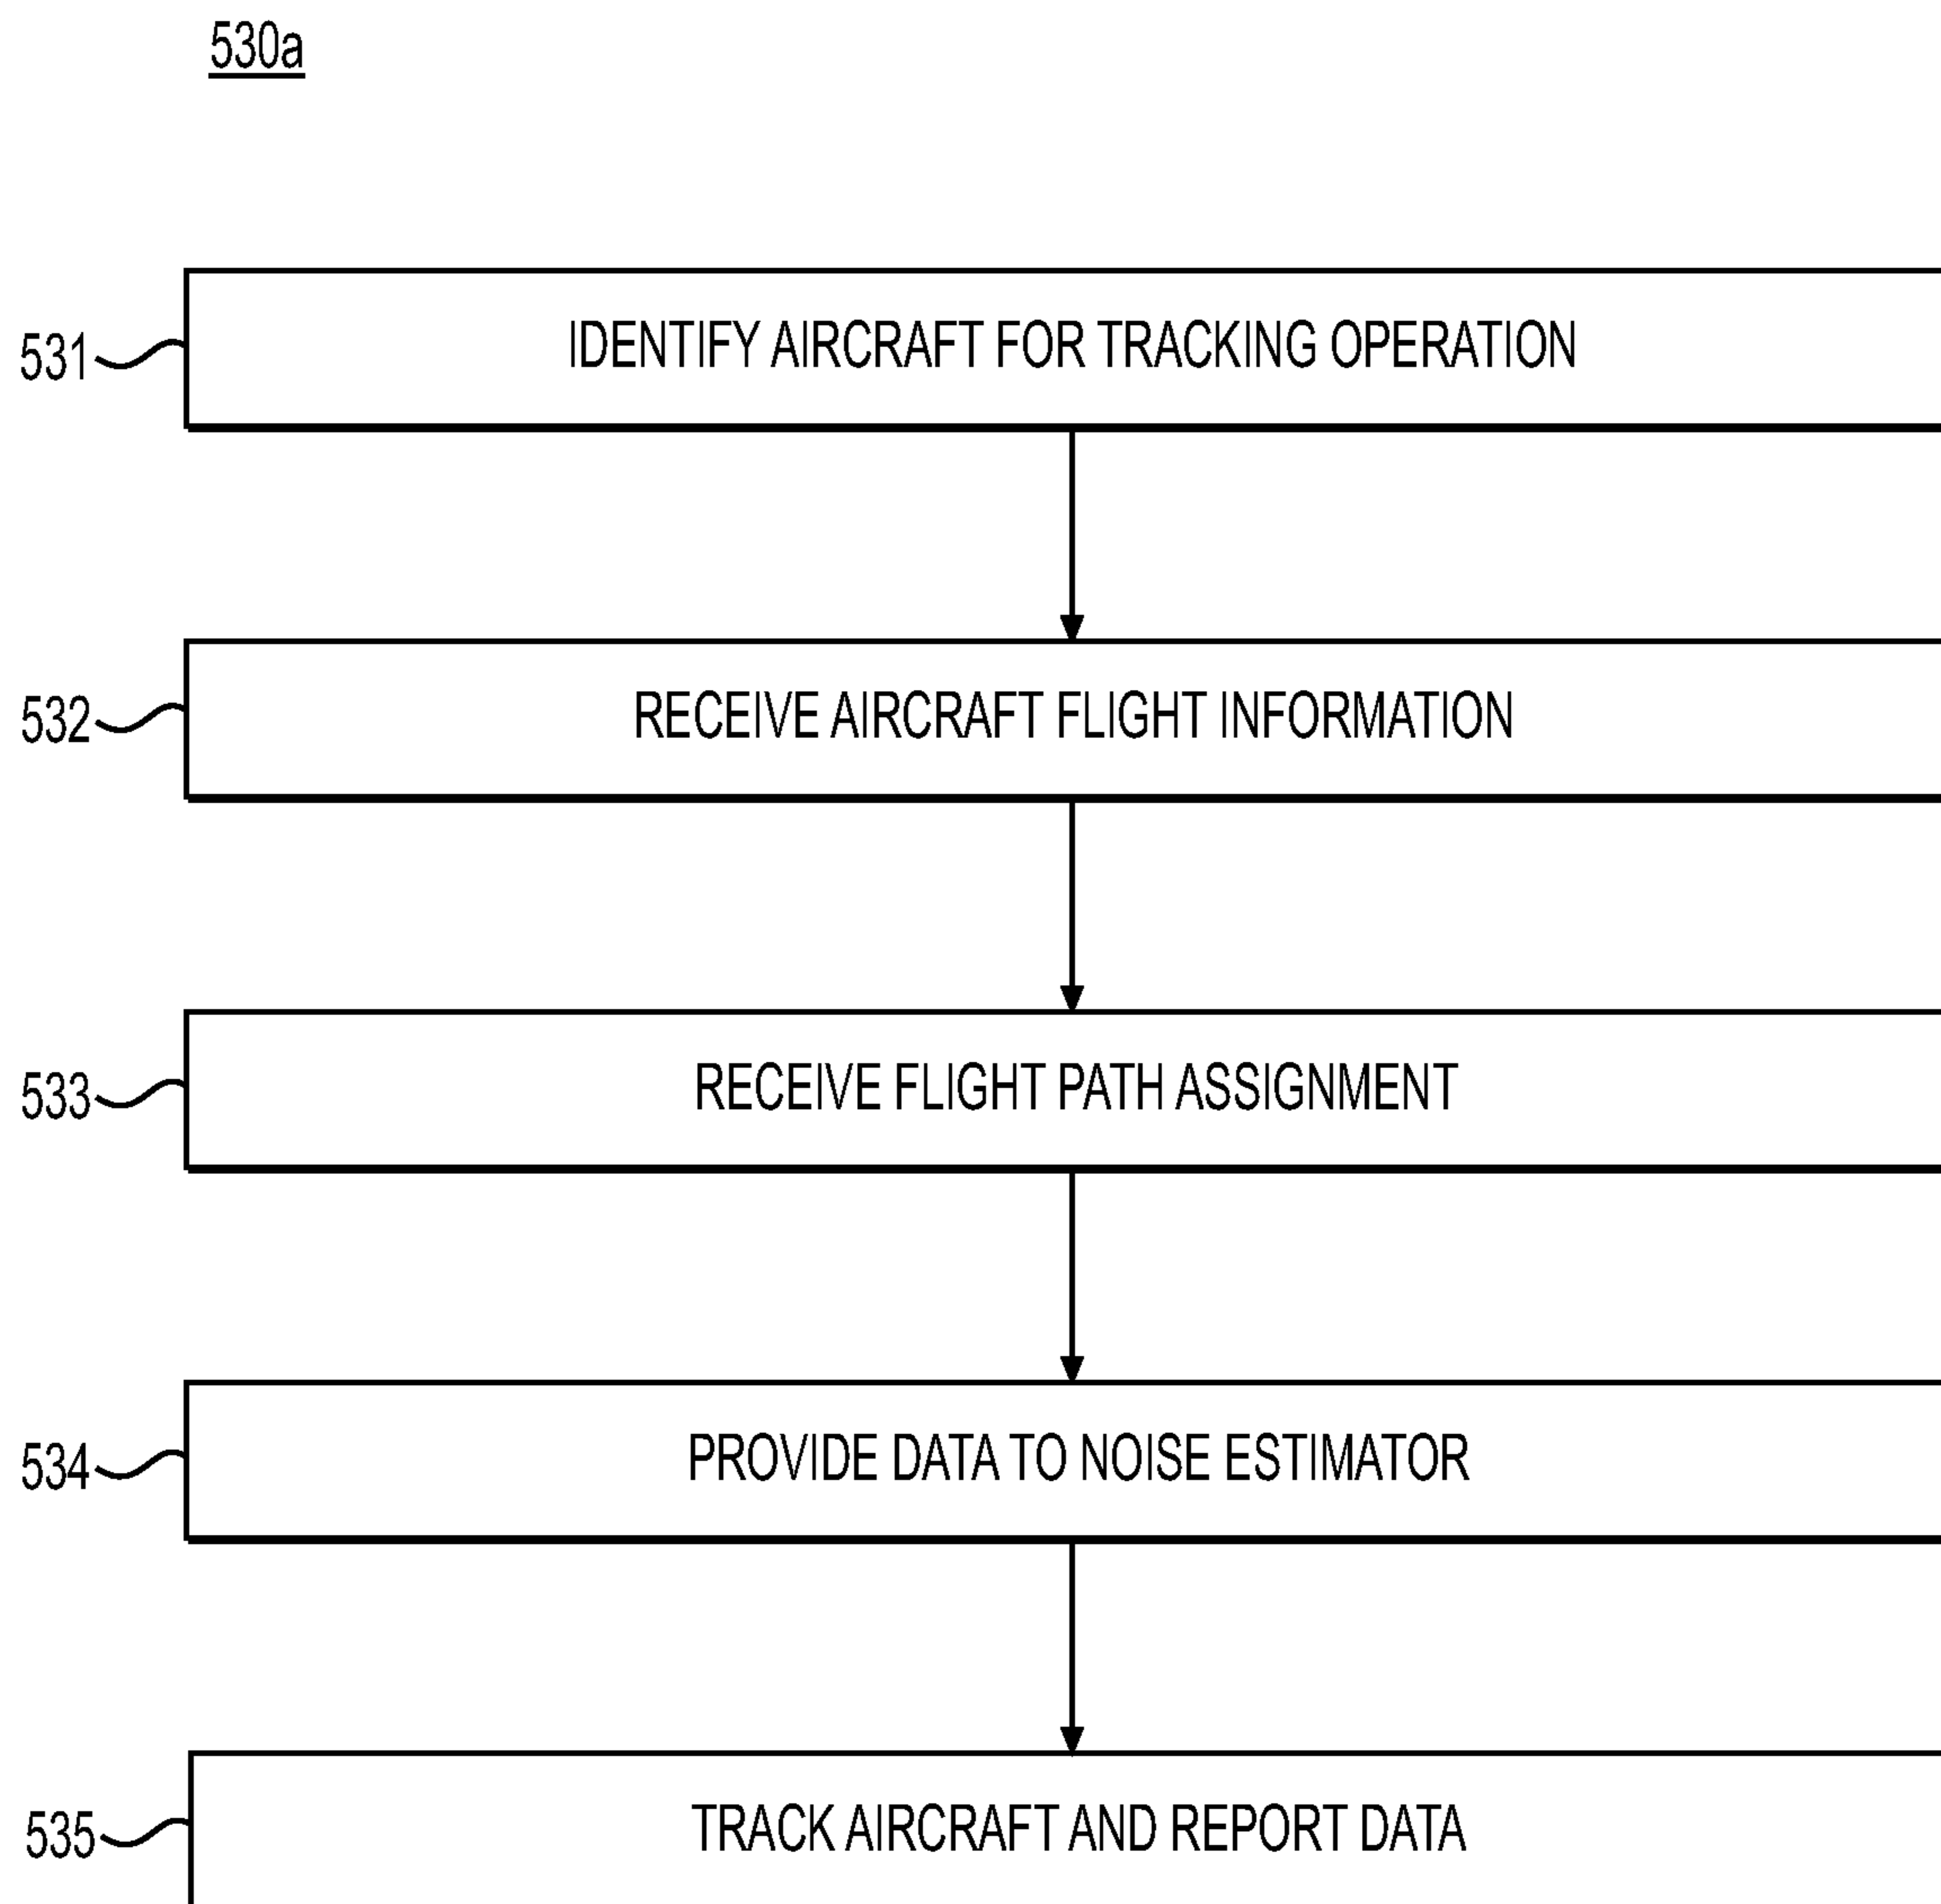 530a
531
IDENTIFY AIRCRAFT FOR TRACKING OPERATION
532
RECEIVE AIRCRAFT FLIGHT INFORMATION
533
RECEIVE FLIGHT PATH ASSIGNMENT
534
PROVIDE DATA TO NOISE ESTIMATOR
535
TRACK AIRCRAFT AND REPORT DATA